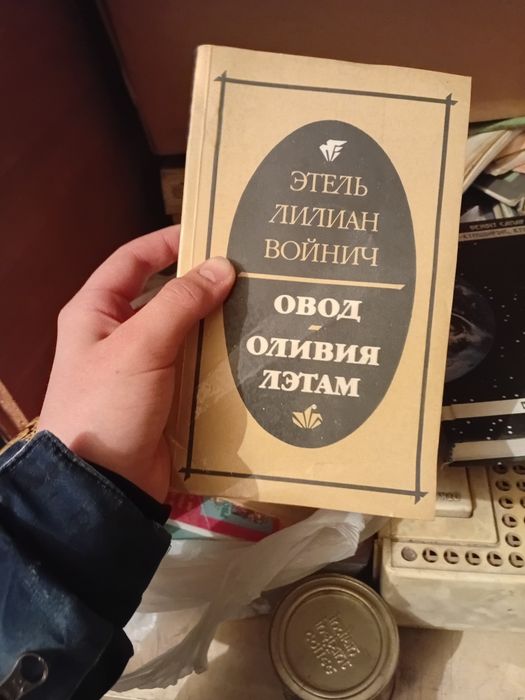 ЭТЕЛЬ
ЛИЛИАН
ВОЙНИЧ
ОВОД
-
ОЛИВИЯ
ЛЭТАМ